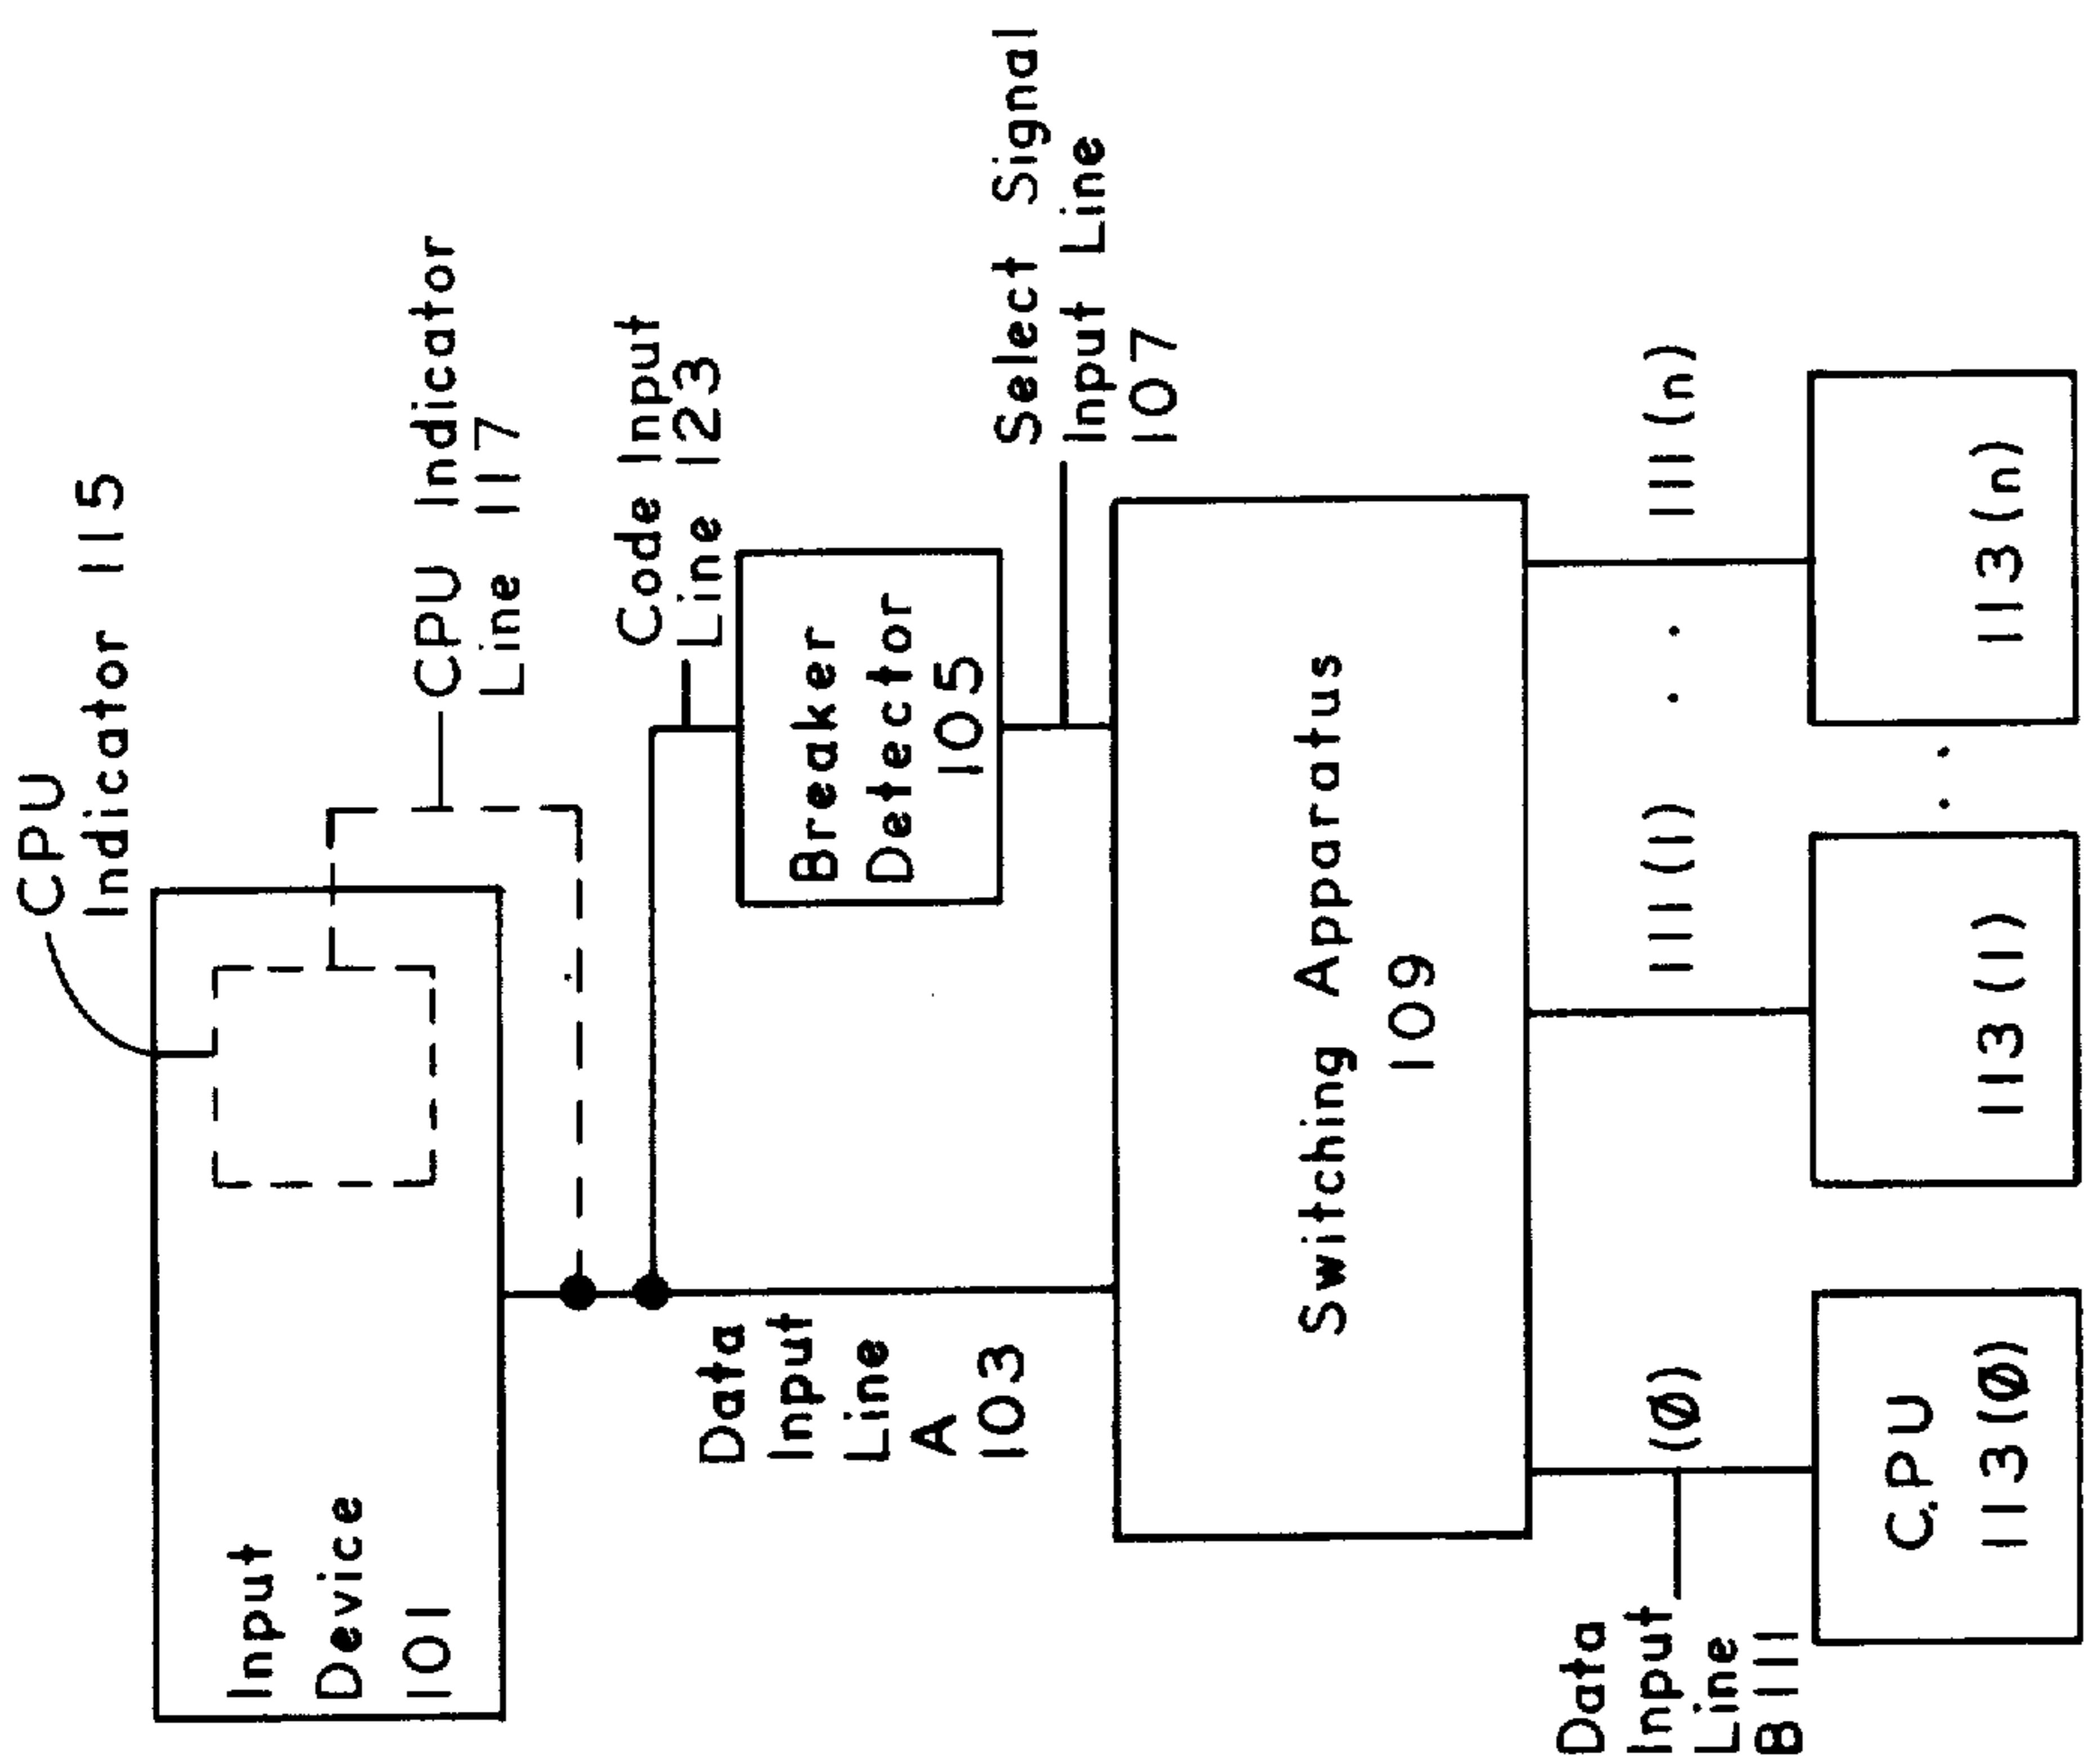 CPU
Indicator 115
Input
Device
101
CPU Indicator
Line 117
Code Input
Line 123
Data
Input
Line
A
103
Breaker
Detector
105
Select Signal
Input Line
107
Switching Apparatus
109
Data
Input
Line
B111
(Ø)
111(1)
111(n)
CPU
113(Ø)
113(1)
113(n)